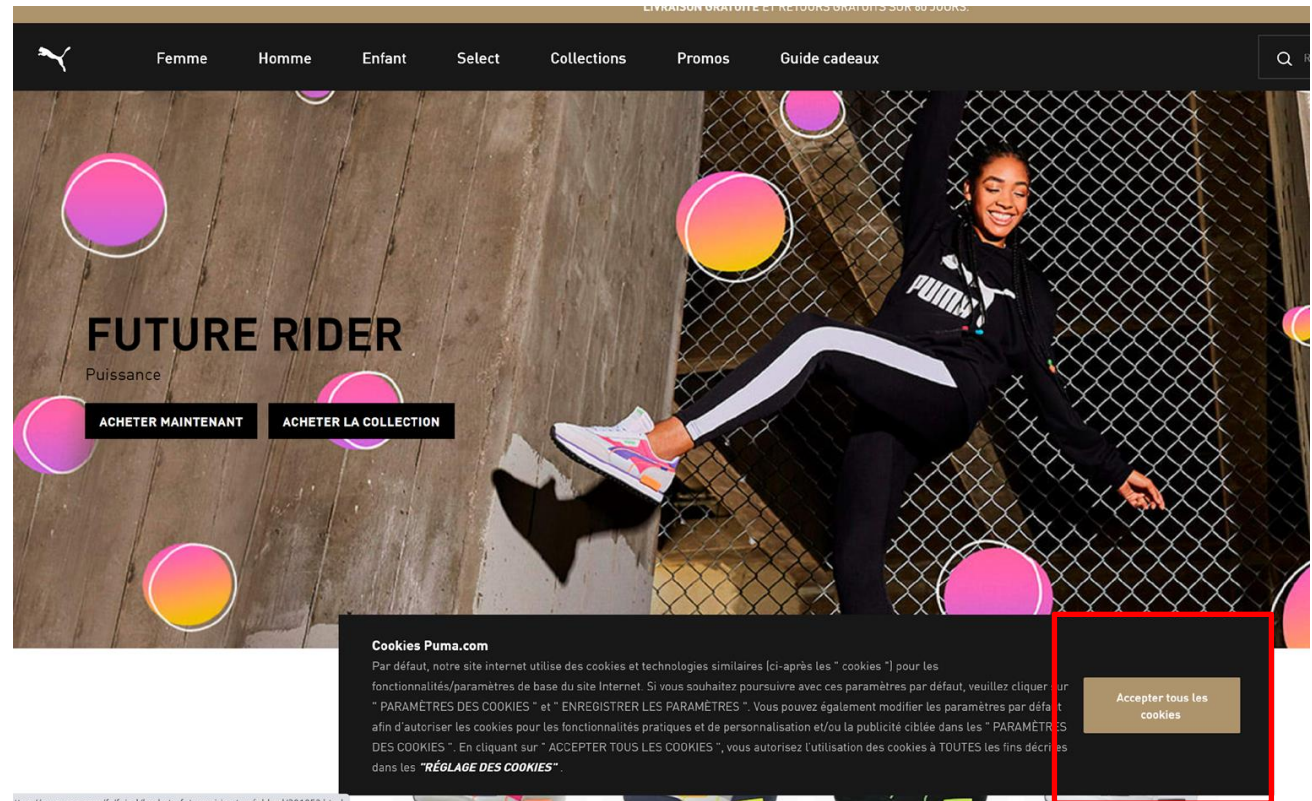 LIVRAISON GRATUITE ET RETOURS GRATUITS SUR 60 JOURS.
Femme Homme Enfant Select Collections Promos Guide cadeaux
PUMA
FUTURE RIDER
Puissance
ACHETER MAINTENANT ACHETER LA COLLECTION
Cookies Puma.com
Par défaut, notre site internet utilise des cookies et technologies similaires (ci-après les " cookies ") pour les
fonctionnalités/paramètres de base du site Internet. Si vous souhaitez poursuivre avec ces paramètres par défaut, veuillez cliquer sur
" PARAMÈTRES DES COOKIES " et " ENREGISTRER LES PARAMÈTRES ". Vous pouvez également modifier les paramètres par défaut
afin d'autoriser les cookies pour les fonctionnalités pratiques et de personnalisation et/ou la publicité ciblée dans les " PARAMÈTRES
DES COOKIES ". En cliquant sur " ACCEPTER TOUS LES COOKIES ", vous autorisez l'utilisation des cookies à TOUTES les fins décrites
dans les "RÉGLAGE DES COOKIES" .
Accepter tous les
cookies